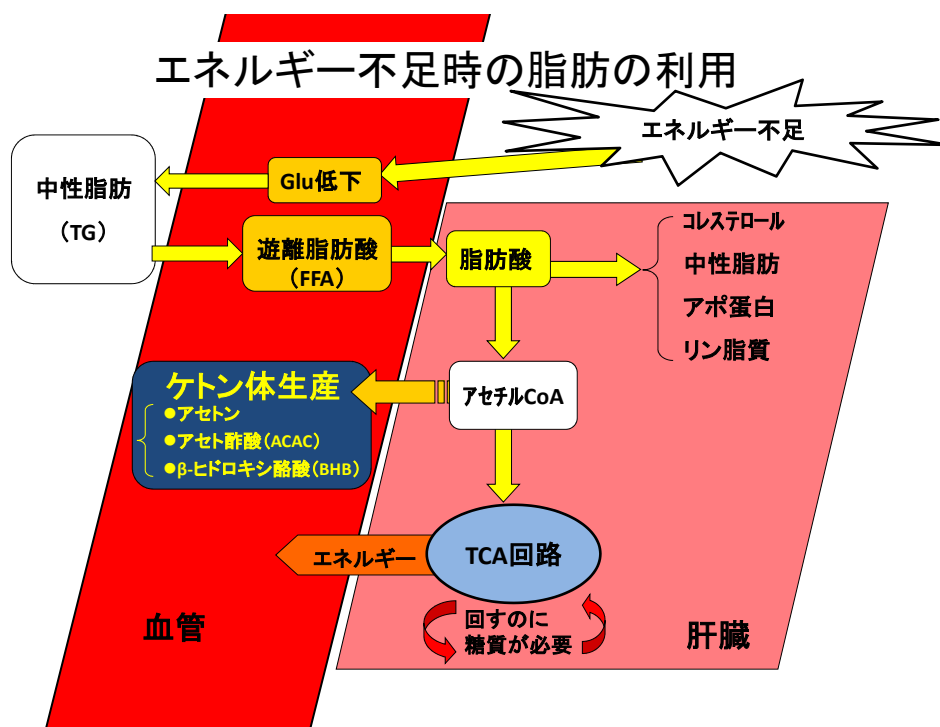 エネルギー不足時の脂肪の利用
エネルギー不足
中性脂肪
（TG）
Glu低下
遊離脂肪酸
（FFA）
脂肪酸
コレステロール
中性脂肪
アポ蛋白
リン脂質
ケトン体生産
●アセトン
●アセト酢酸（ACAC）
●β-ヒドロキシ酪酸（BHB）
アセチルCoA
エネルギー
TCA回路
回すのに
糖質が必要
血管
肝臓